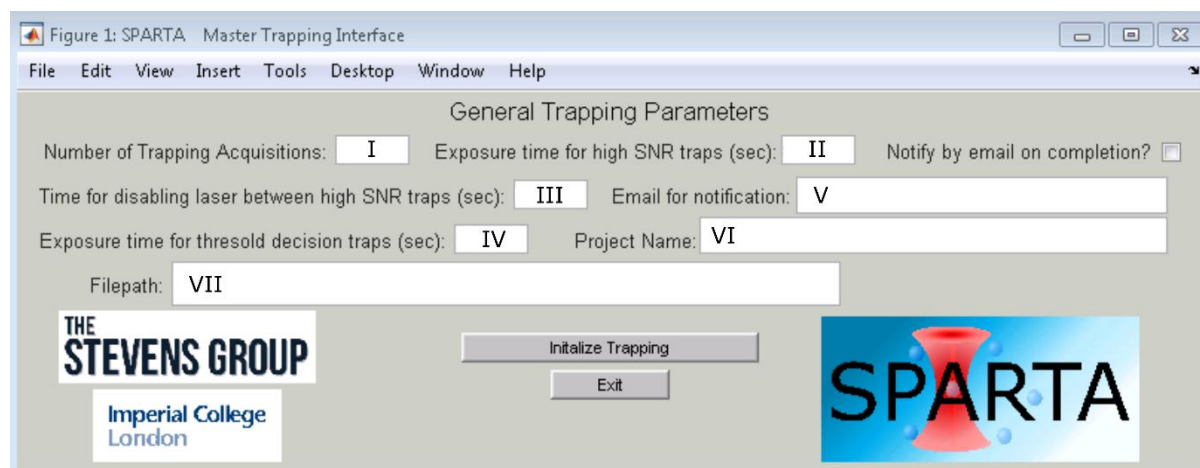 Figure 1: SPARTA Master Trapping Interface
File Edit View Insert Tools Desktop Window Help
General Trapping Parameters
Number of Trapping Acquisitions: I Exposure time for high SNR traps (sec): II Notify by email on completion?
Time for disabling laser between high SNR traps (sec): III Email for notification: V
Exposure time for thresold decision traps (sec): IV Project Name: VI
Filepath: VII
THE
STEVENS GROUP
Initalize Trapping
Exit
Imperial College
London
SPARTA